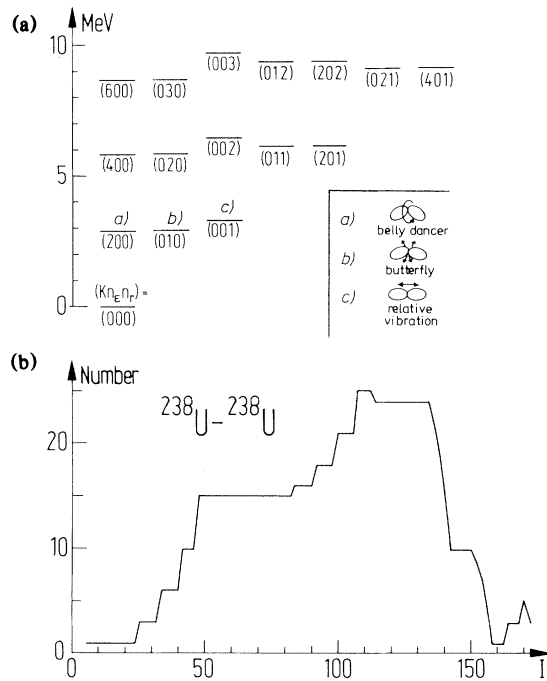 (a)
MeV
10
5
0
(600) (030) (003) (012) (202) (021) (401)
(400) (020) (002) (011) (201)
a) b) c)
(200) (010) (001)
(Knεnr) =
(000)
a)
belly dancer
b)
butterfly
c)
relative
vibration
(b)
Number
238U – 238U
20
10
0
0 50 100 150 I